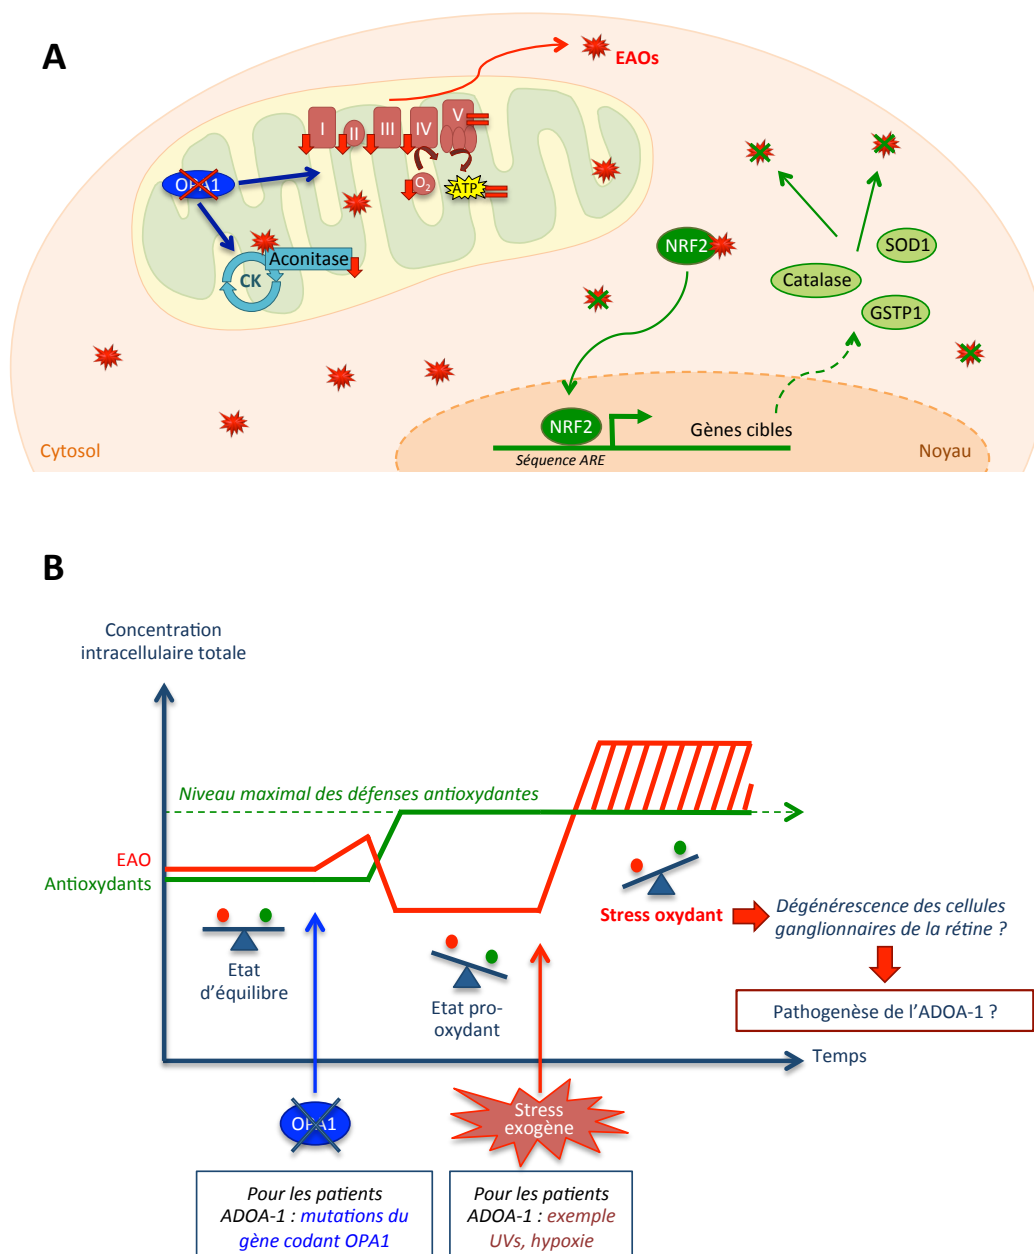 A
EAOs
I
II
III
IV
V
OPA1
O2
ATP
Aconitase
CK
NRF2
SOD1
Catalase
GSTP1
NRF2
Gènes cibles
Séquence ARE
Cytosol
Noyau
B
Concentration
intracellulaire totale
Niveau maximal des défenses antioxydantes
EAO
Antioxydants
Etat
d'équilibre
Etat pro-
oxydant
Stress oxydant
Dégénérescence des cellules
ganglionnaires de la rétine ?
Pathogenèse de l'ADOA-1 ?
Temps
OPA1
Stress
exogène
Pour les patients
ADOA-1 : mutations du
gène codant OPA1
Pour les patients
ADOA-1 : exemple
UVs, hypoxie